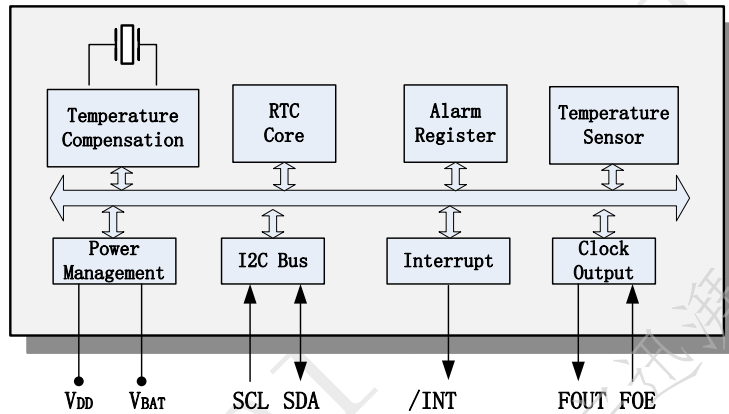 Temperature
Compensation
RTC
Core
Alarm
Register
Temperature
Sensor
Power
Management
I2C Bus
Interrupt
Clock
Output
VDD
VBAT
SCL SDA
/INT
FOUT FOE